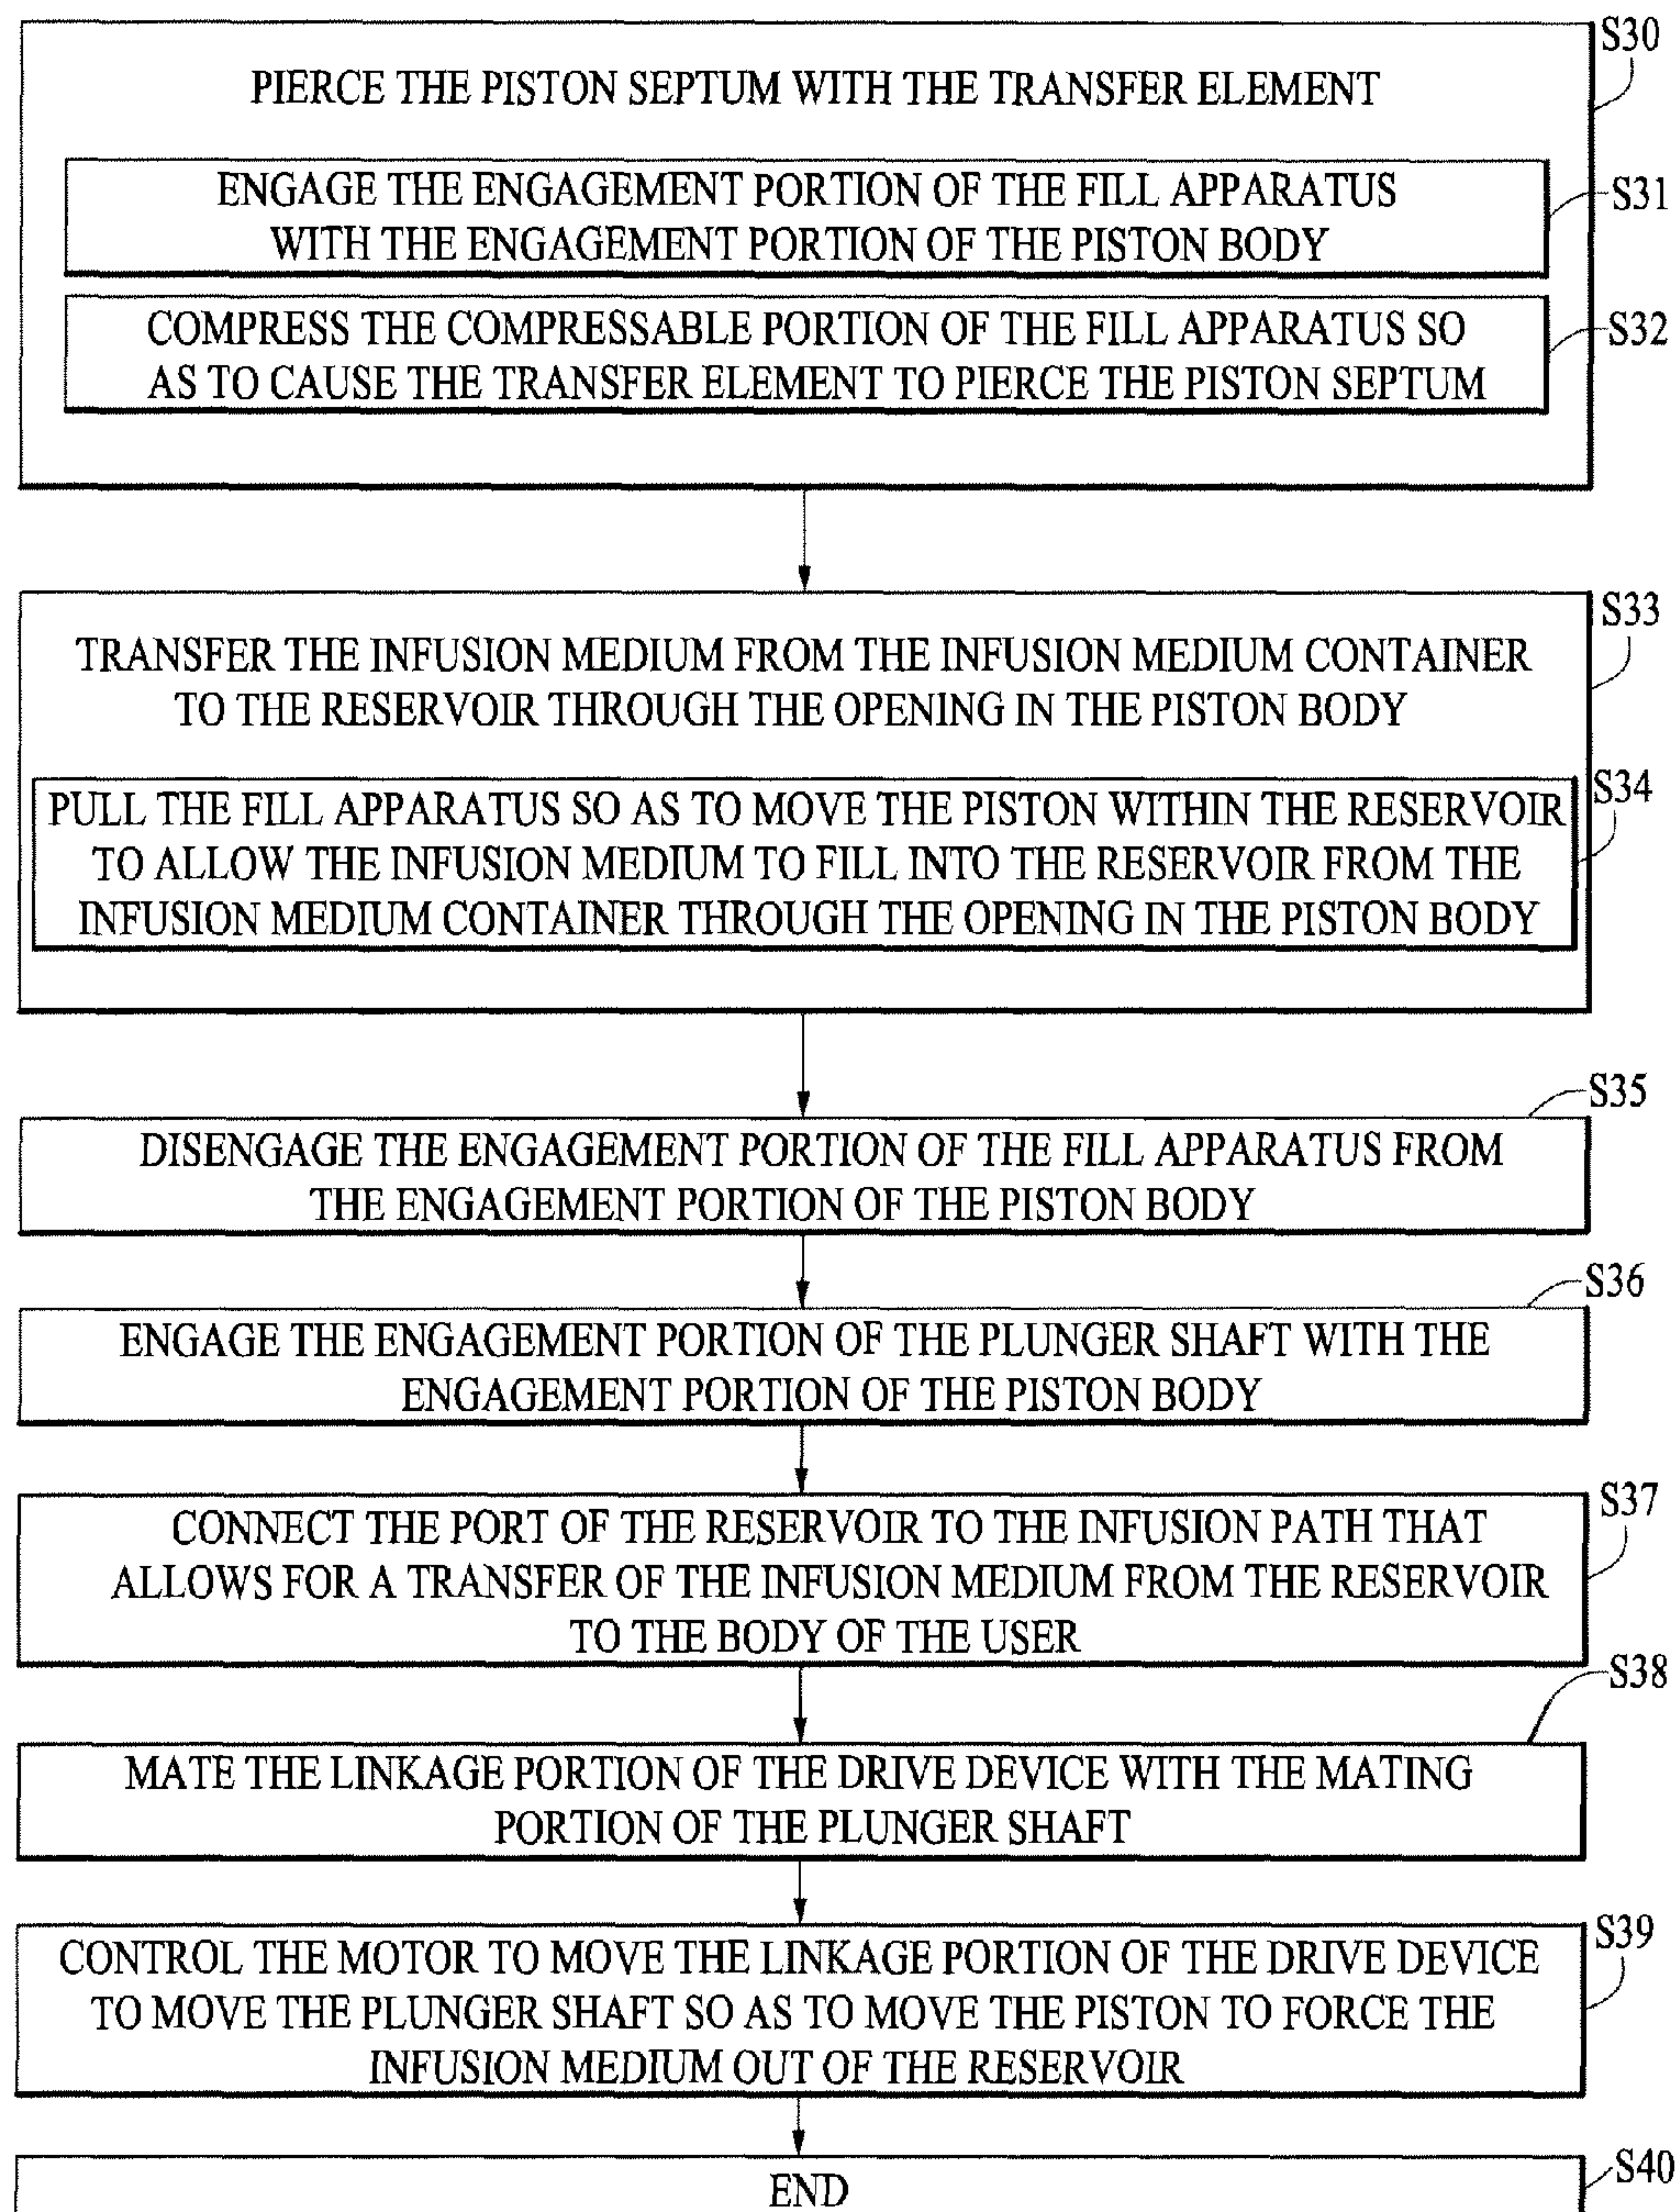 S30
PIERCE THE PISTON SEPTUM WITH THE TRANSFER ELEMENT
ENGAGE THE ENGAGEMENT PORTION OF THE FILL APPARATUS
WITH THE ENGAGEMENT PORTION OF THE PISTON BODY
S31
COMPRESS THE COMPRESSABLE PORTION OF THE FILL APPARATUS SO
AS TO CAUSE THE TRANSFER ELEMENT TO PIERCE THE PISTON SEPTUM
S32
S33
TRANSFER THE INFUSION MEDIUM FROM THE INFUSION MEDIUM CONTAINER
TO THE RESERVOIR THROUGH THE OPENING IN THE PISTON BODY
S34
PULL THE FILL APPARATUS SO AS TO MOVE THE PISTON WITHIN THE RESERVOIR
TO ALLOW THE INFUSION MEDIUM TO FILL INTO THE RESERVOIR FROM THE
INFUSION MEDIUM CONTAINER THROUGH THE OPENING IN THE PISTON BODY
S35
DISENGAGE THE ENGAGEMENT PORTION OF THE FILL APPARATUS FROM
THE ENGAGEMENT PORTION OF THE PISTON BODY
S36
ENGAGE THE ENGAGEMENT PORTION OF THE PLUNGER SHAFT WITH THE
ENGAGEMENT PORTION OF THE PISTON BODY
S37
CONNECT THE PORT OF THE RESERVOIR TO THE INFUSION PATH THAT
ALLOWS FOR A TRANSFER OF THE INFUSION MEDIUM FROM THE RESERVOIR
TO THE BODY OF THE USER
S38
MATE THE LINKAGE PORTION OF THE DRIVE DEVICE WITH THE MATING
PORTION OF THE PLUNGER SHAFT
S39
CONTROL THE MOTOR TO MOVE THE LINKAGE PORTION OF THE DRIVE DEVICE
TO MOVE THE PLUNGER SHAFT SO AS TO MOVE THE PISTON TO FORCE THE
INFUSION MEDIUM OUT OF THE RESERVOIR
END
S40